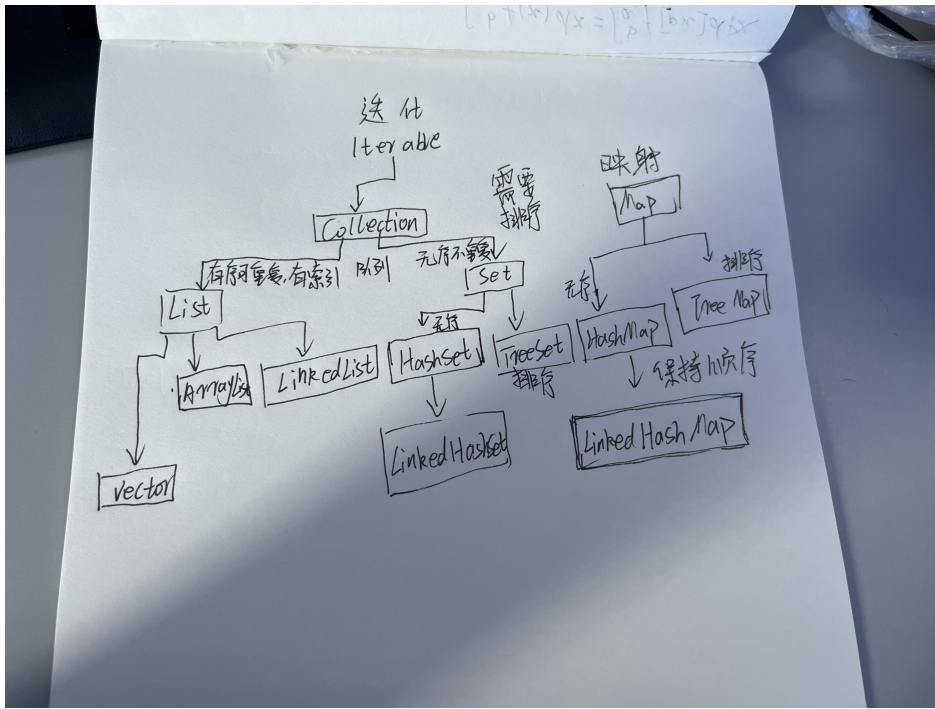 迭代
Iterable
Collection
有序可重复,有索引
队列
无序不重复
需要
排序
映射
Map
List
Set
无序
排序
Vector
ArrayList
LinkedList
无序
HashSet
TreeSet
排序
HashMap
TreeMap
保持顺序
LinkedHashSet
LinkedHashMap